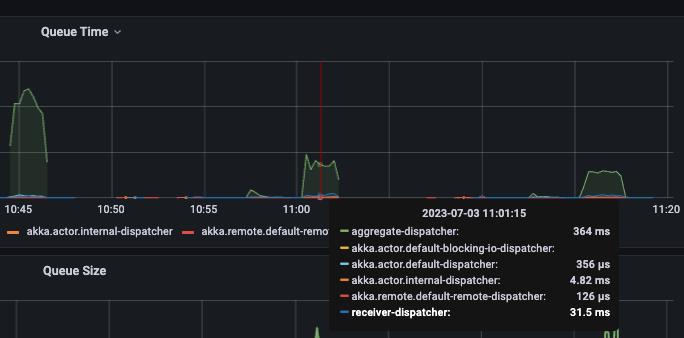 Queue Time
10:45 10:50 10:55 11:00 11:20
2023-07-03 11:01:15
akka.actor.internal-dispatcher akka.remote.default-remo
aggregate-dispatcher: 364 ms
akka.actor.default-blocking-io-dispatcher:
akka.actor.default-dispatcher: 356 µs
akka.actor.internal-dispatcher: 4.82 ms
akka.remote.default-remote-dispatcher: 126 µs
receiver-dispatcher: 31.5 ms
Queue Size